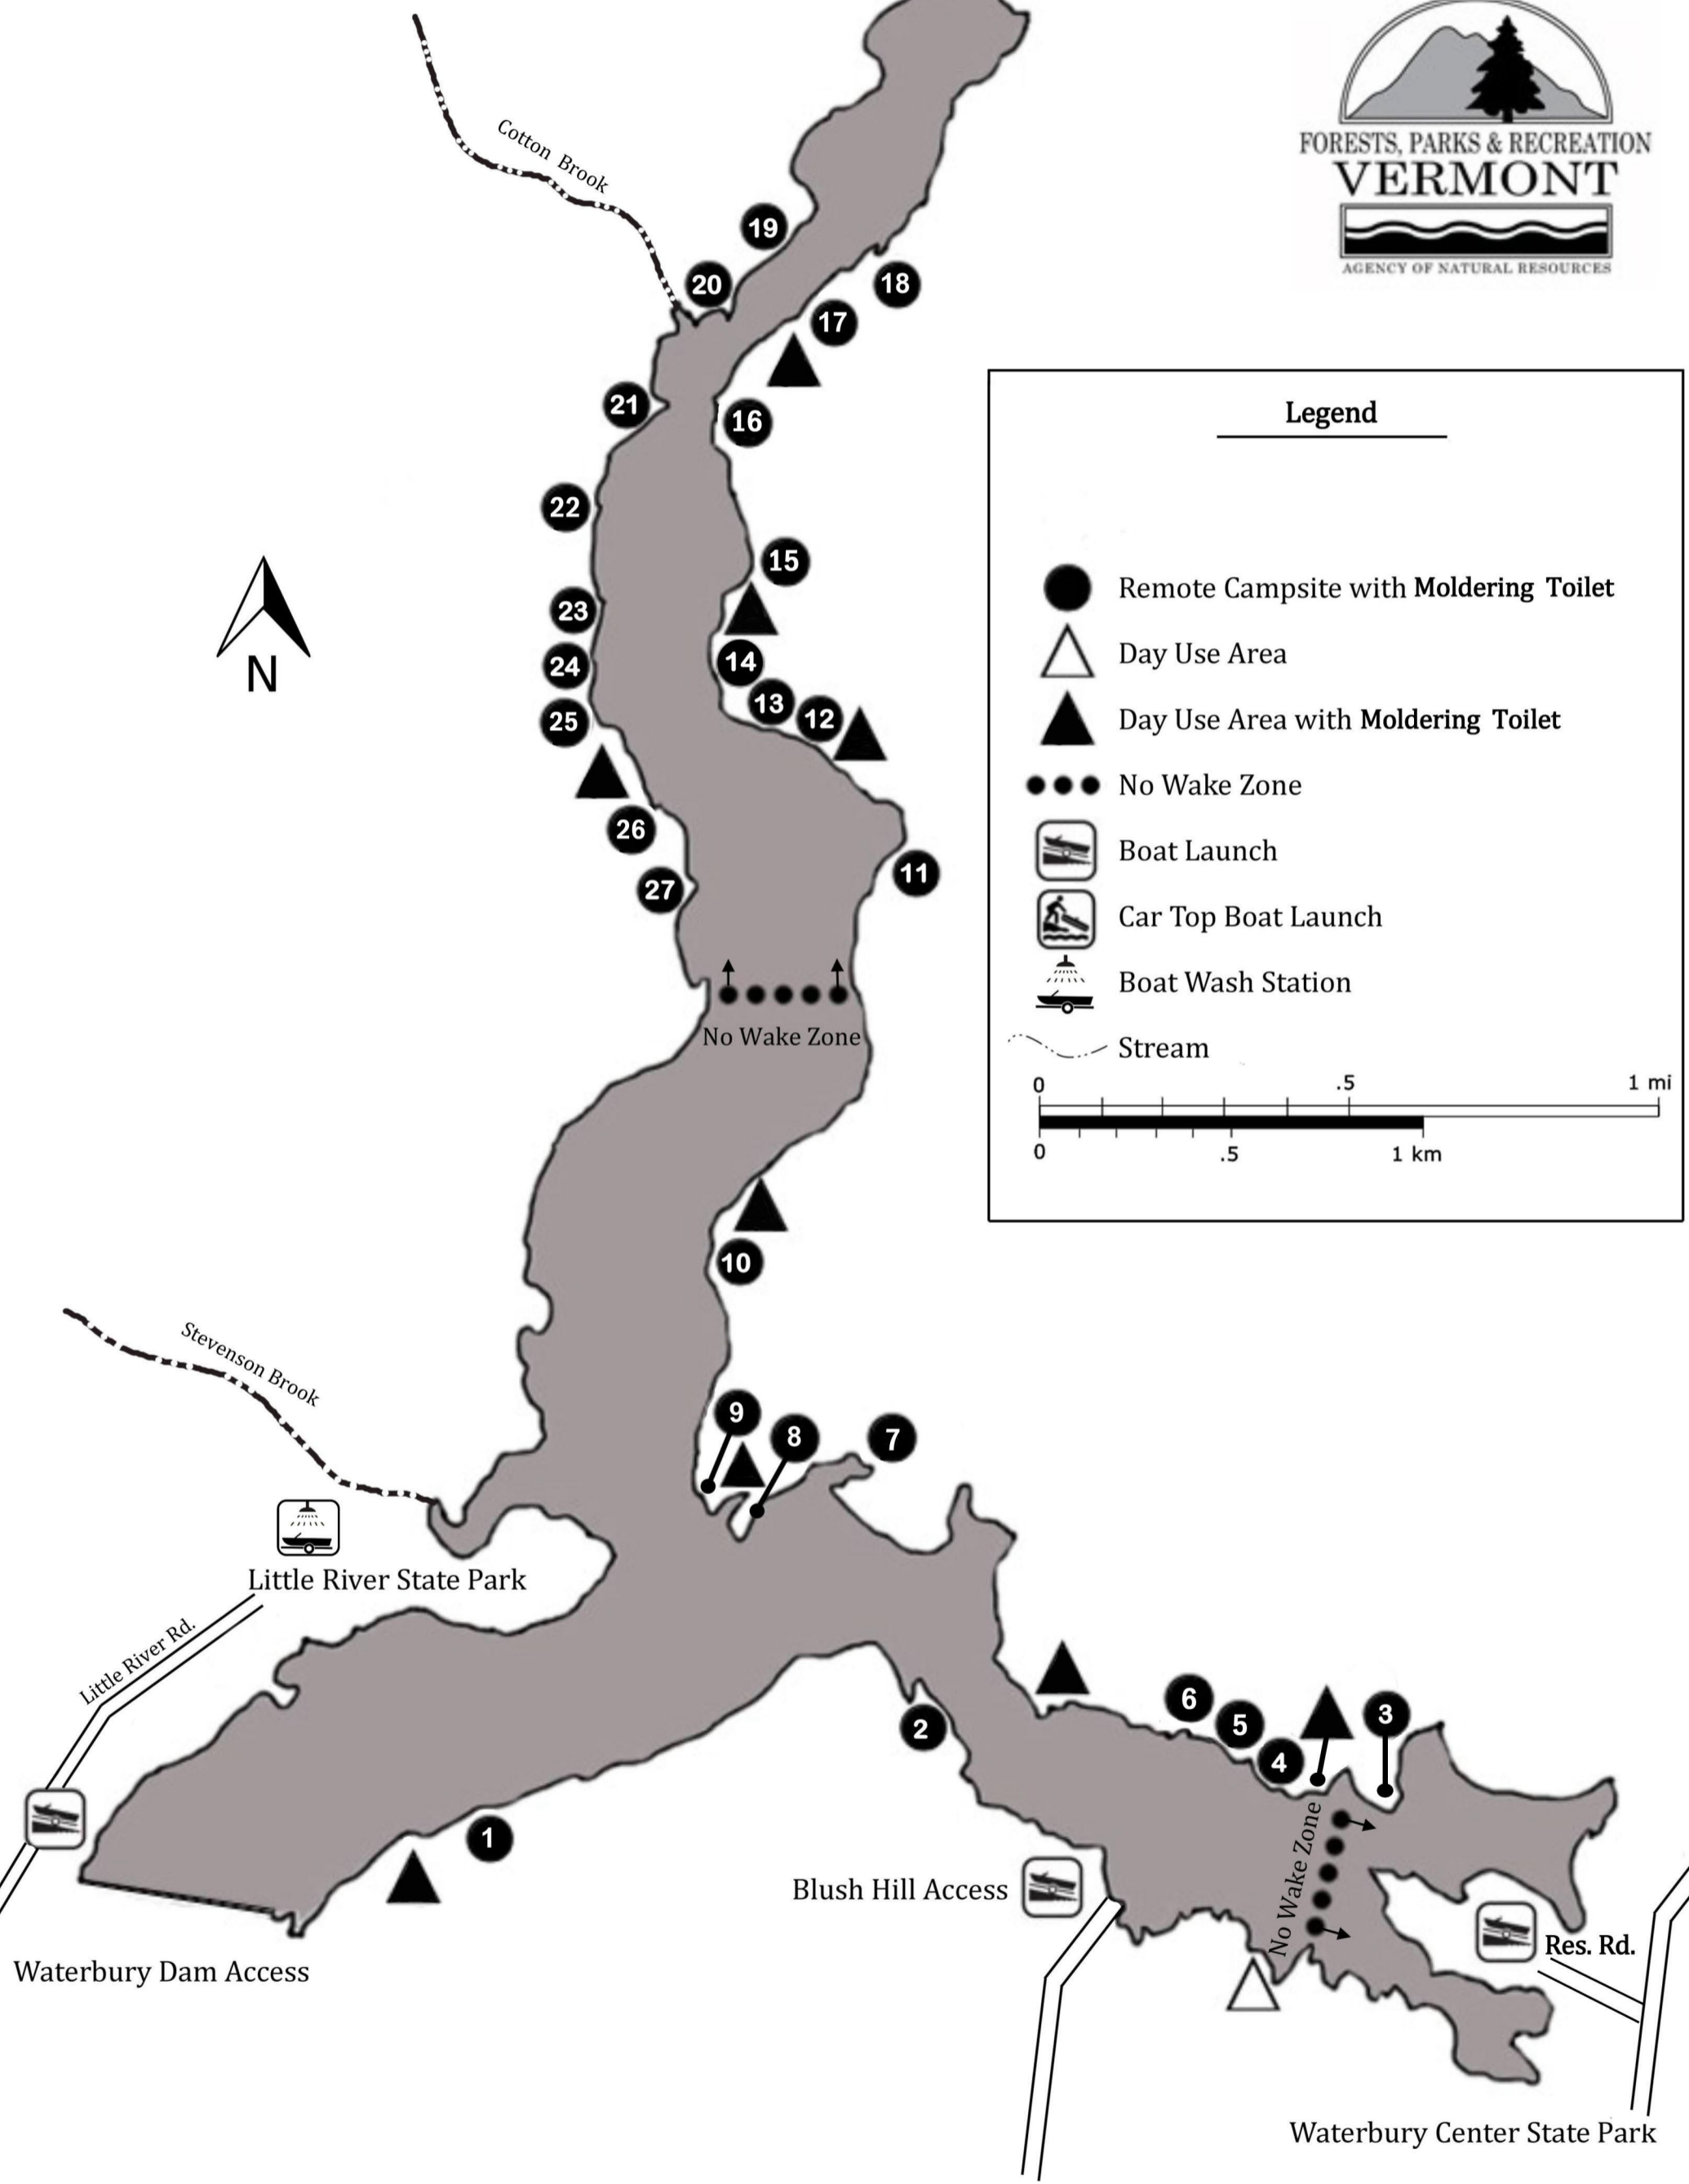 FORESTS, PARKS & RECREATION
VERMONT
AGENCY OF NATURAL RESOURCES
Cotton Brook
19
20
18
17
21
16
Legend
22
15
Remote Campsite with Moldering Toilet
23
N
24
14
Day Use Area
25
13
12
Day Use Area with Moldering Toilet
No Wake Zone
26
11
27
Boat Launch
Car Top Boat Launch
Boat Wash Station
No Wake Zone
Stream
0 .5 1 mi
0 .5 1 km
10
Stevenson Brook
9
8
7
Little River State Park
Little River Rd.
6
5
4
3
2
1
No Wake Zone
Blush Hill Access
Res. Rd.
Waterbury Dam Access
Waterbury Center State Park